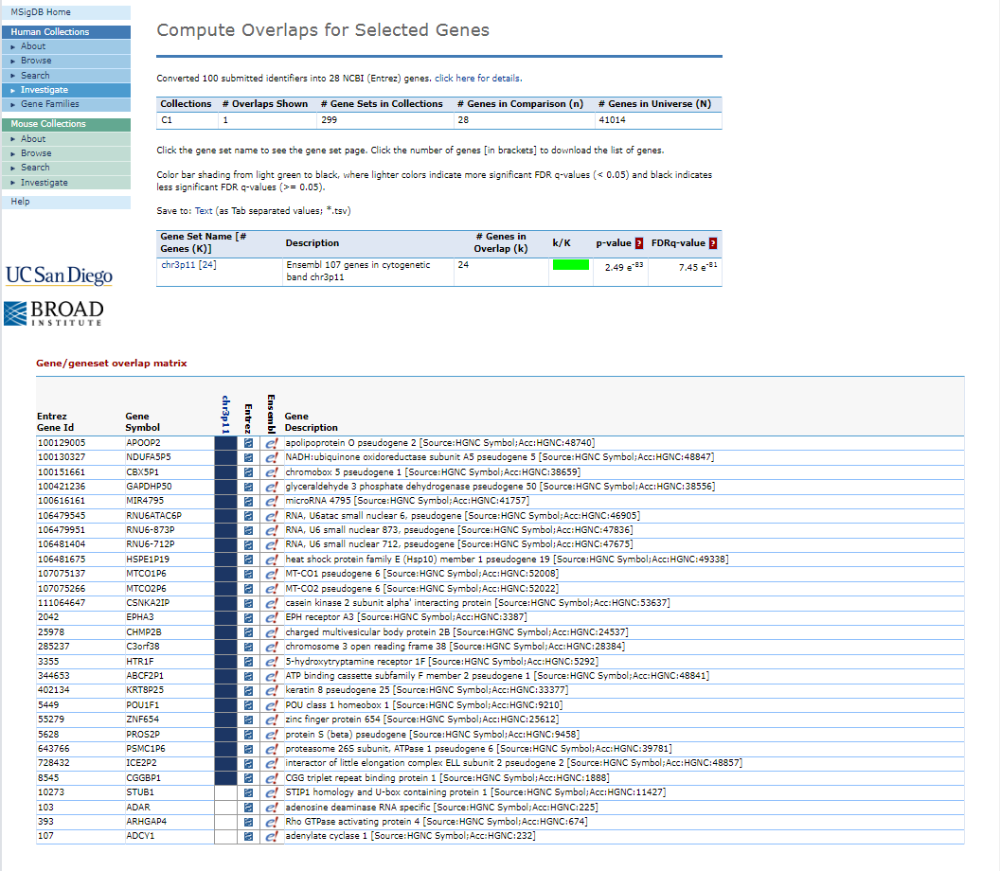 MSigDB Home
Human Collections
About
Browse
Search
Investigate
Gene Families
Mouse Collections
About
Browse
Search
Investigate
Help
UC San Diego
BROAD
INSTITUTE
Compute Overlaps for Selected Genes
Converted 100 submitted identifiers into 28 NCBI (Entrez) genes. click here for details.
Collections # Overlaps Shown # Gene Sets in Collections # Genes in Comparison (n) # Genes in Universe (N)
C1 1 299 28 41014
Click the gene set name to see the gene set page. Click the number of genes [in brackets] to download the list of genes.
Color bar shading from light green to black, where lighter colors indicate more significant FDR q-values (< 0.05) and black indicates
less significant FDR q-values (>= 0.05).
Save to: Text (as Tab separated values; *.tsv)
Gene Set Name [# Genes (K)] Description # Genes in Overlap (k) k/K p-value ? FDRq-value ?
chr3p11 [24] Ensembl 107 genes in cytogenetic band chr3p11 24 2.49 e-83 7.45 e-81
Gene/geneset overlap matrix
Entrez Gene Id Gene Symbol chr3p11 Entrez Ensembl Gene Description
100129005 APOOP2 e! apolipoprotein O pseudogene 2 [Source:HGNC Symbol;Acc:HGNC:48740]
100130327 NDUFA5P5 e! NADH:ubiquinone oxidoreductase subunit A5 pseudogene 5 [Source:HGNC Symbol;Acc:HGNC:48847]
100151661 CBX5P1 e! chromobox 5 pseudogene 1 [Source:HGNC Symbol;Acc:HGNC:38659]
100421236 GAPDHP50 e! glyceraldehyde 3 phosphate dehydrogenase pseudogene 50 [Source:HGNC Symbol;Acc:HGNC:38556]
100616161 MIR4795 e! microRNA 4795 [Source:HGNC Symbol;Acc:HGNC:41757]
106479545 RNU6ATAC6P e! RNA, U6atac small nuclear 6, pseudogene [Source:HGNC Symbol;Acc:HGNC:46905]
106479951 RNU6-873P e! RNA, U6 small nuclear 873, pseudogene [Source:HGNC Symbol;Acc:HGNC:47836]
106481404 RNU6-712P e! RNA, U6 small nuclear 712, pseudogene [Source:HGNC Symbol;Acc:HGNC:47675]
106481675 HSPE1P19 e! heat shock protein family E (Hsp10) member 1 pseudogene 19 [Source:HGNC Symbol;Acc:HGNC:49338]
107075137 MTCO1P6 e! MT-CO1 pseudogene 6 [Source:HGNC Symbol;Acc:HGNC:52008]
107075266 MTCO2P6 e! MT-CO2 pseudogene 6 [Source:HGNC Symbol;Acc:HGNC:52022]
111064647 CSNKA2IP e! casein kinase 2 subunit alpha' interacting protein [Source:HGNC Symbol;Acc:HGNC:53637]
2042 EPHA3 e! EPH receptor A3 [Source:HGNC Symbol;Acc:HGNC:3387]
25978 CHMP2B e! charged multivesicular body protein 2B [Source:HGNC Symbol;Acc:HGNC:24537]
285237 C3orf38 e! chromosome 3 open reading frame 38 [Source:HGNC Symbol;Acc:HGNC:28384]
3355 HTR1F e! 5-hydroxytryptamine receptor 1F [Source:HGNC Symbol;Acc:HGNC:5292]
344653 ABCF2P1 e! ATP binding cassette subfamily F member 2 pseudogene 1 [Source:HGNC Symbol;Acc:HGNC:48841]
402134 KRT8P25 e! keratin 8 pseudogene 25 [Source:HGNC Symbol;Acc:HGNC:33377]
5449 POU1F1 e! POU class 1 homeobox 1 [Source:HGNC Symbol;Acc:HGNC:9210]
55279 ZNF654 e! zinc finger protein 654 [Source:HGNC Symbol;Acc:HGNC:25612]
5628 PROS2P e! protein S (beta) pseudogene [Source:HGNC Symbol;Acc:HGNC:9458]
643766 PSMC1P6 e! proteasome 26S subunit, ATPase 1 pseudogene 6 [Source:HGNC Symbol;Acc:HGNC:39781]
728432 ICE2P2 e! interactor of little elongation complex ELL subunit 2 pseudogene 2 [Source:HGNC Symbol;Acc:HGNC:48857]
8545 CGGBP1 e! CGG triplet repeat binding protein 1 [Source:HGNC Symbol;Acc:HGNC:1888]
10273 STUB1 e! STIP1 homology and U-box containing protein 1 [Source:HGNC Symbol;Acc:HGNC:11427]
103 ADAR e! adenosine deaminase RNA specific [Source:HGNC Symbol;Acc:HGNC:225]
393 ARHGAP4 e! Rho GTPase activating protein 4 [Source:HGNC Symbol;Acc:HGNC:674]
107 ADCY1 e! adenylate cyclase 1 [Source:HGNC Symbol;Acc:HGNC:232]